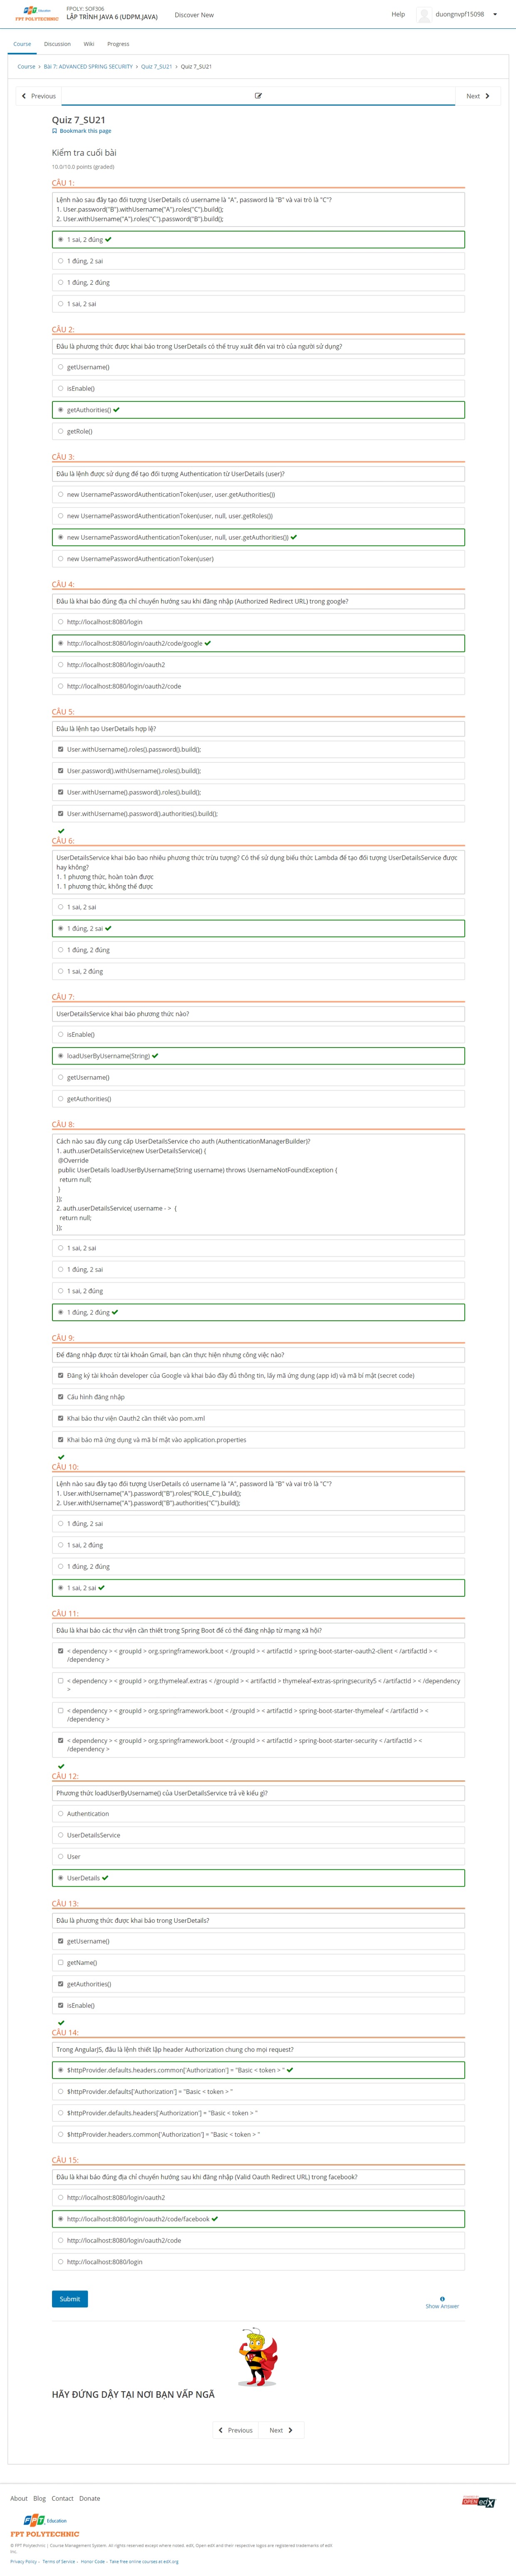 FPT Education
FPT POLYTECHNIC
FPOLY: SOF306
LẬP TRÌNH JAVA 6 (UDPM.JAVA)
Discover New
Help
duongnvpf15098
Course
Discussion
Wiki
Progress
Course > Bài 7: ADVANCED SPRING SECURITY > Quiz 7_SU21 > Quiz 7_SU21
Previous
Next
Quiz 7_SU21
Bookmark this page
Kiểm tra cuối bài
10.0/10.0 points (graded)
CÂU 1:
Lệnh nào sau đây tạo đối tượng UserDetails có username là "A", password là "B" và vai trò là "C"?
1. User.password("B").withUsername("A").roles("C").build();
2. User.withUsername("A").roles("C").password("B").build();
1 sai, 2 đúng
1 đúng, 2 sai
1 đúng, 2 đúng
1 sai, 2 sai
CÂU 2:
Đâu là phương thức được khai báo trong UserDetails có thể truy xuất đến vai trò của người sử dụng?
getUsername()
isEnable()
getAuthorities()
getRole()
CÂU 3:
Đâu là lệnh được sử dụng để tạo đối tượng Authentication từ UserDetails (user)?
new UsernamePasswordAuthenticationToken(user, user.getAuthorities())
new UsernamePasswordAuthenticationToken(user, null, user.getRoles())
new UsernamePasswordAuthenticationToken(user, null, user.getAuthorities())
new UsernamePasswordAuthenticationToken(user)
CÂU 4:
Đâu là khai báo đúng địa chỉ chuyển hướng sau khi đăng nhập (Authorized Redirect URL) trong google?
http://localhost:8080/login
http://localhost:8080/login/oauth2/code/google
http://localhost:8080/login/oauth2
http://localhost:8080/login/oauth2/code
CÂU 5:
Đâu là lệnh tạo UserDetails hợp lệ?
User.withUsername().roles().password().build();
User.password().withUsername().roles().build();
User.withUsername().password().roles().build();
User.withUsername().password().authorities().build();
CÂU 6:
UserDetailsService khai báo bao nhiêu phương thức trừu tượng? Có thể sử dụng biểu thức Lambda để tạo đối tượng UserDetailsService được
hay không?
1. 1 phương thức, hoàn toàn được
1. 1 phương thức, không thể được
1 sai, 2 sai
1 đúng, 2 sai
1 đúng, 2 đúng
1 sai, 2 đúng
CÂU 7:
UserDetailsService khai báo phương thức nào?
isEnable()
loadUserByUsername(String)
getUsername()
getAuthorities()
CÂU 8:
Cách nào sau đây cung cấp UserDetailsService cho auth (AuthenticationManagerBuilder)?
1. auth.userDetailsService(new UserDetailsService() {
@Override
public UserDetails loadUserByUsername(String username) throws UsernameNotFoundException {
return null;
}
});
2. auth.userDetailsService( username - > {
return null;
});
1 sai, 2 sai
1 đúng, 2 sai
1 sai, 2 đúng
1 đúng, 2 đúng
CÂU 9:
Để đăng nhập được từ tài khoản Gmail, bạn cần thực hiện nhưng công việc nào?
Đăng ký tài khoản developer của Google và khai báo đầy đủ thông tin, lấy mã ứng dụng (app id) và mã bí mật (secret code)
Cấu hình đăng nhập
Khai báo thư viện Oauth2 cần thiết vào pom.xml
Khai báo mã ứng dụng và mã bí mật vào application.properties
CÂU 10:
Lệnh nào sau đây tạo đối tượng UserDetails có username là "A", password là "B" và vai trò là "C"?
1. User.withUsername("A").password("B").roles("ROLE_C").build();
2. User.withUsername("A").password("B").authorities("C").build();
1 đúng, 2 sai
1 sai, 2 đúng
1 đúng, 2 đúng
1 sai, 2 sai
CÂU 11:
Đâu là khai báo các thư viện cần thiết trong Spring Boot để có thể đăng nhập từ mạng xã hội?
< dependency > < groupId > org.springframework.boot < /groupId > < artifactId > spring-boot-starter-oauth2-client < /artifactId > <
/dependency >
< dependency > < groupId > org.thymeleaf.extras < /groupId > < artifactId > thymeleaf-extras-springsecurity5 < /artifactId > < /dependency
>
< dependency > < groupId > org.springframework.boot < /groupId > < artifactId > spring-boot-starter-thymeleaf < /artifactId > <
/dependency >
< dependency > < groupId > org.springframework.boot < /groupId > < artifactId > spring-boot-starter-security < /artifactId > <
/dependency >
CÂU 12:
Phương thức loadUserByUsername() của UserDetailsService trả về kiểu gì?
Authentication
UserDetailsService
User
UserDetails
CÂU 13:
Đâu là phương thức được khai báo trong UserDetails?
getUsername()
getName()
getAuthorities()
isEnable()
CÂU 14:
Trong AngularJS, đâu là lệnh thiết lập header Authorization chung cho mọi request?
$httpProvider.defaults.headers.common['Authorization'] = "Basic < token > "
$httpProvider.defaults['Authorization'] = "Basic < token > "
$httpProvider.defaults.headers['Authorization'] = "Basic < token > "
$httpProvider.headers.common['Authorization'] = "Basic < token > "
CÂU 15:
Đâu là khai báo đúng địa chỉ chuyển hướng sau khi đăng nhập (Valid Oauth Redirect URL) trong facebook?
http://localhost:8080/login/oauth2
http://localhost:8080/login/oauth2/code/facebook
http://localhost:8080/login/oauth2/code
http://localhost:8080/login
Submit
Show Answer
HÃY ĐỨNG DẬY TẠI NƠI BẠN VẤP NGÃ
Previous
Next
About Blog Contact Donate
OPEN edX
FPT Education
FPT POLYTECHNIC
© FPT Polytechnic | Course Management System. All rights reserved except where noted. edX, Open edX and their respective logos are registered trademarks of edX
Inc.
Privacy Policy - Terms of Service - Honor Code - Take free online courses at edX.org